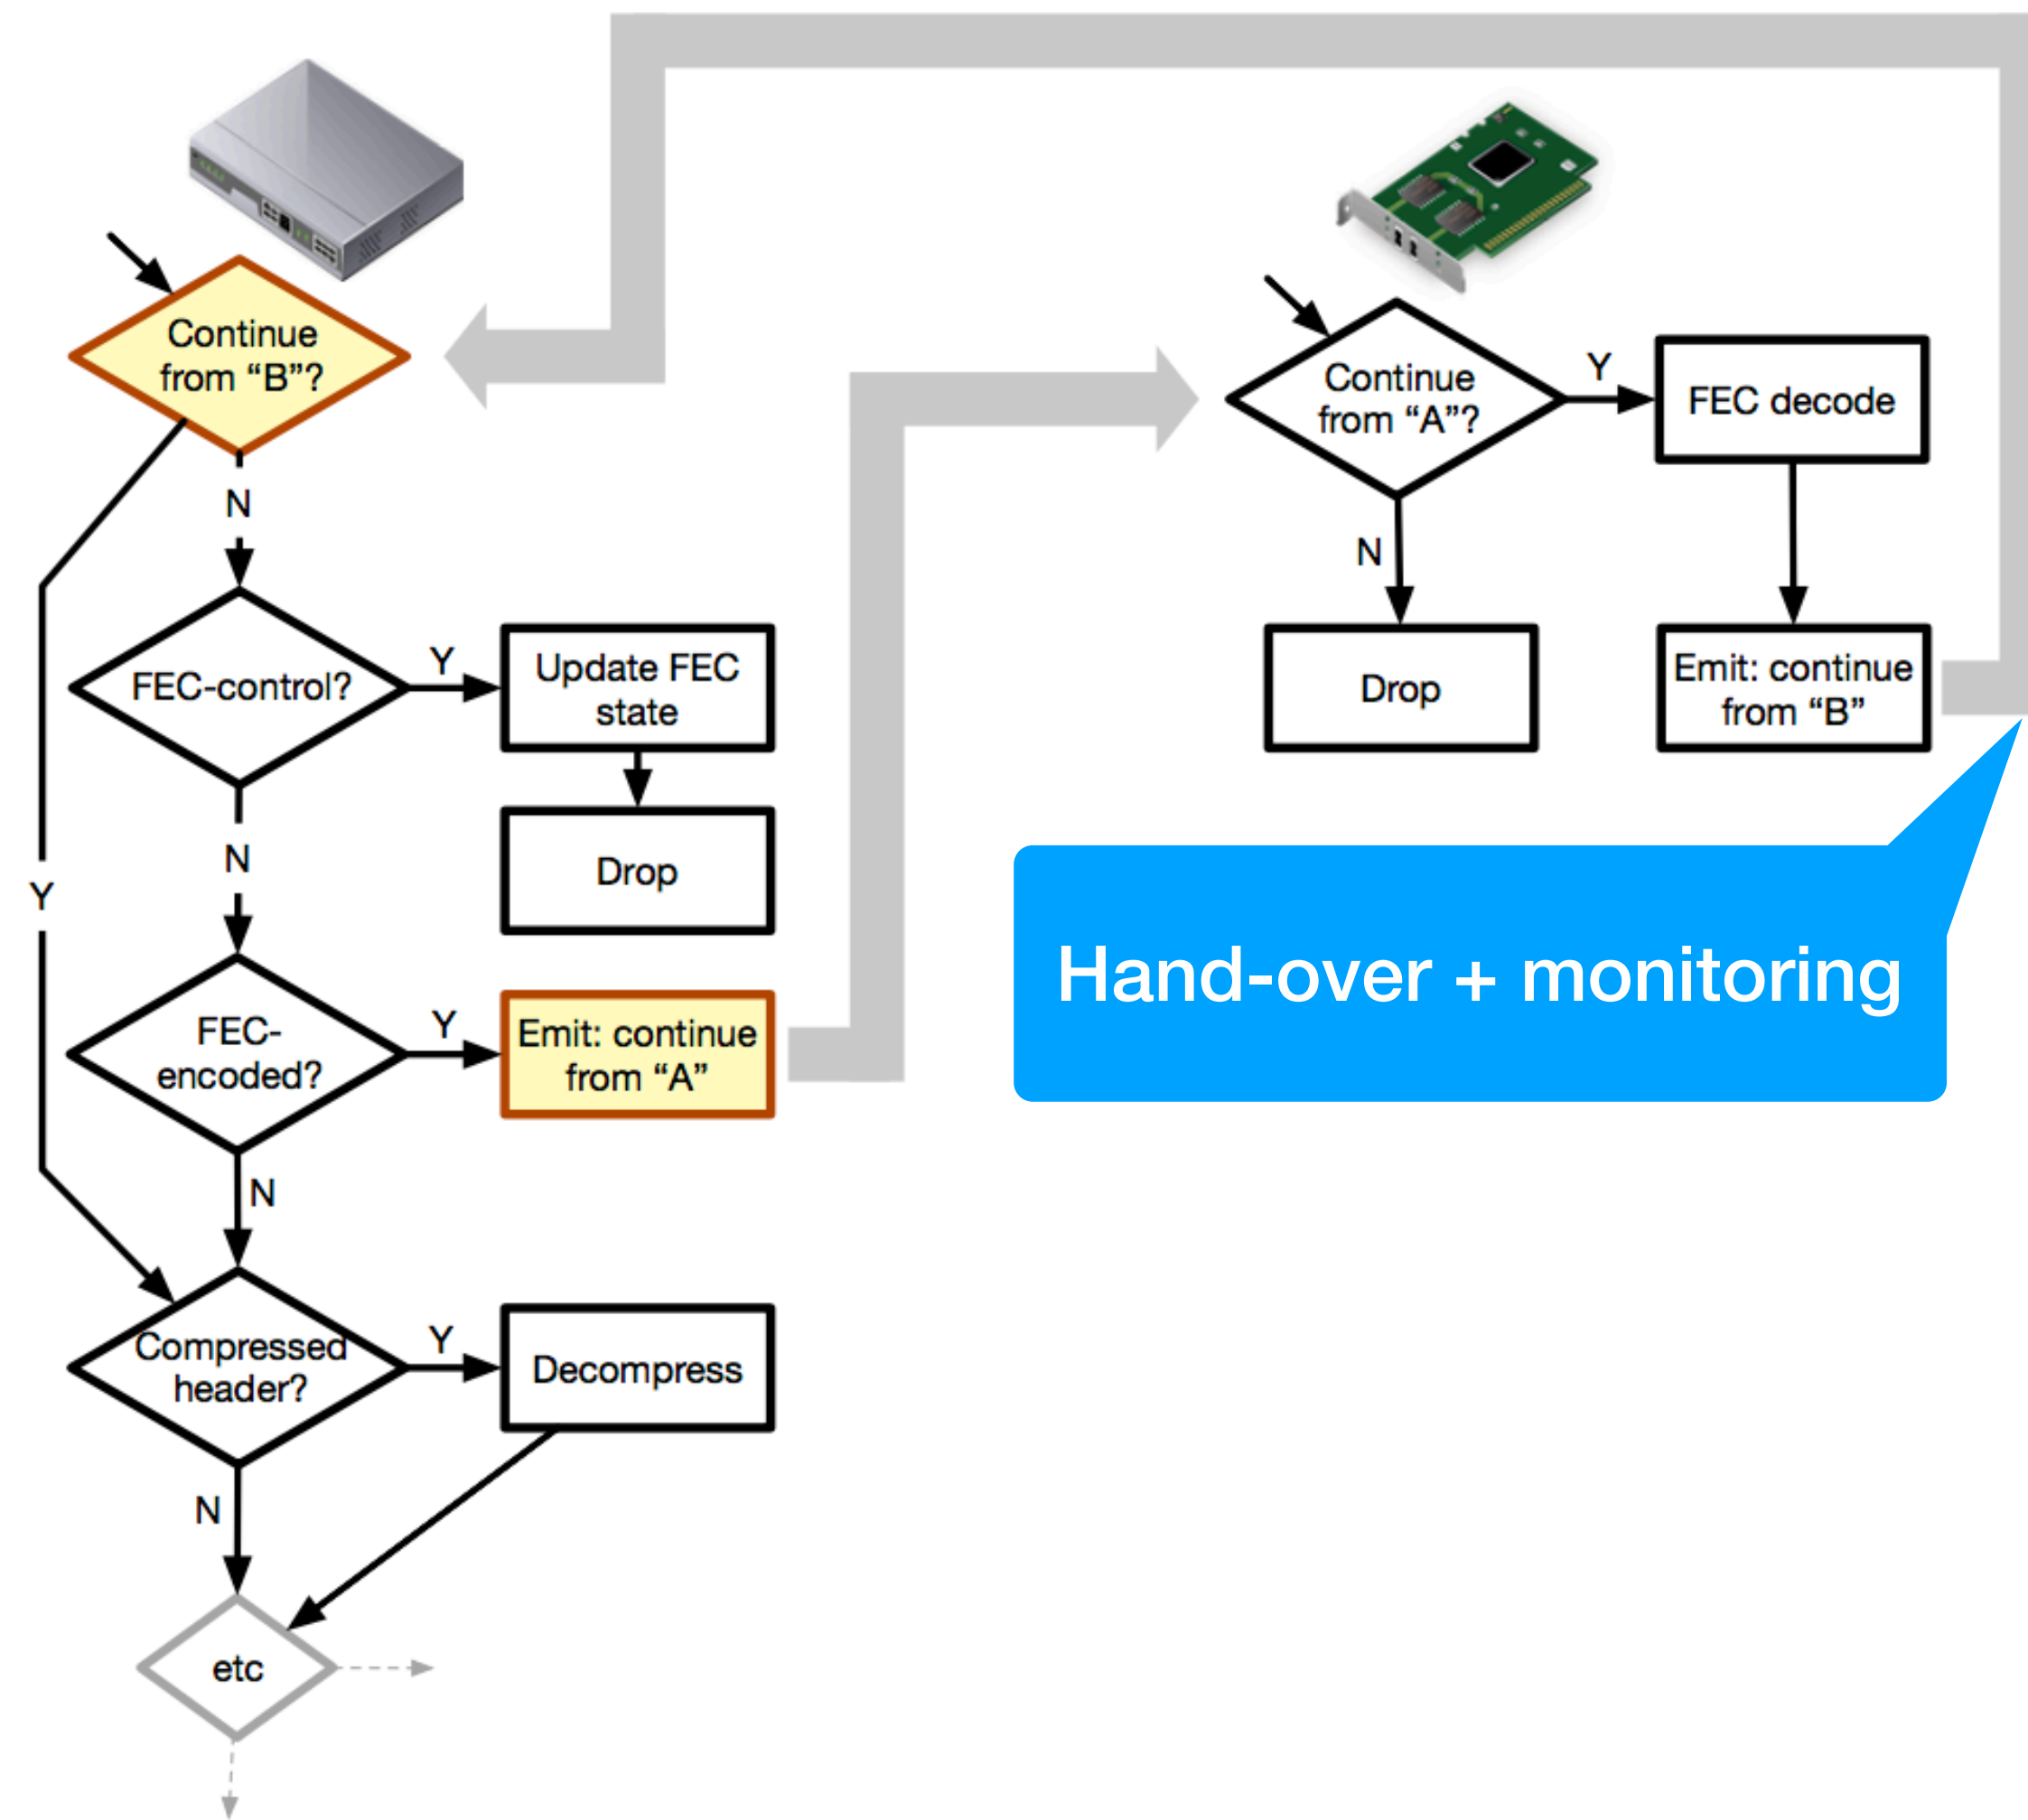 Continue
from “B”?
N
Y
FEC-control?
Y
Update FEC
state
Drop
N
FEC-
encoded?
Y
Emit: continue
from “A”
N
Compressed
header?
Y
Decompress
N
etc
Continue
from “A”?
Y
FEC decode
N
Drop
Emit: continue
from “B”
Hand-over + monitoring